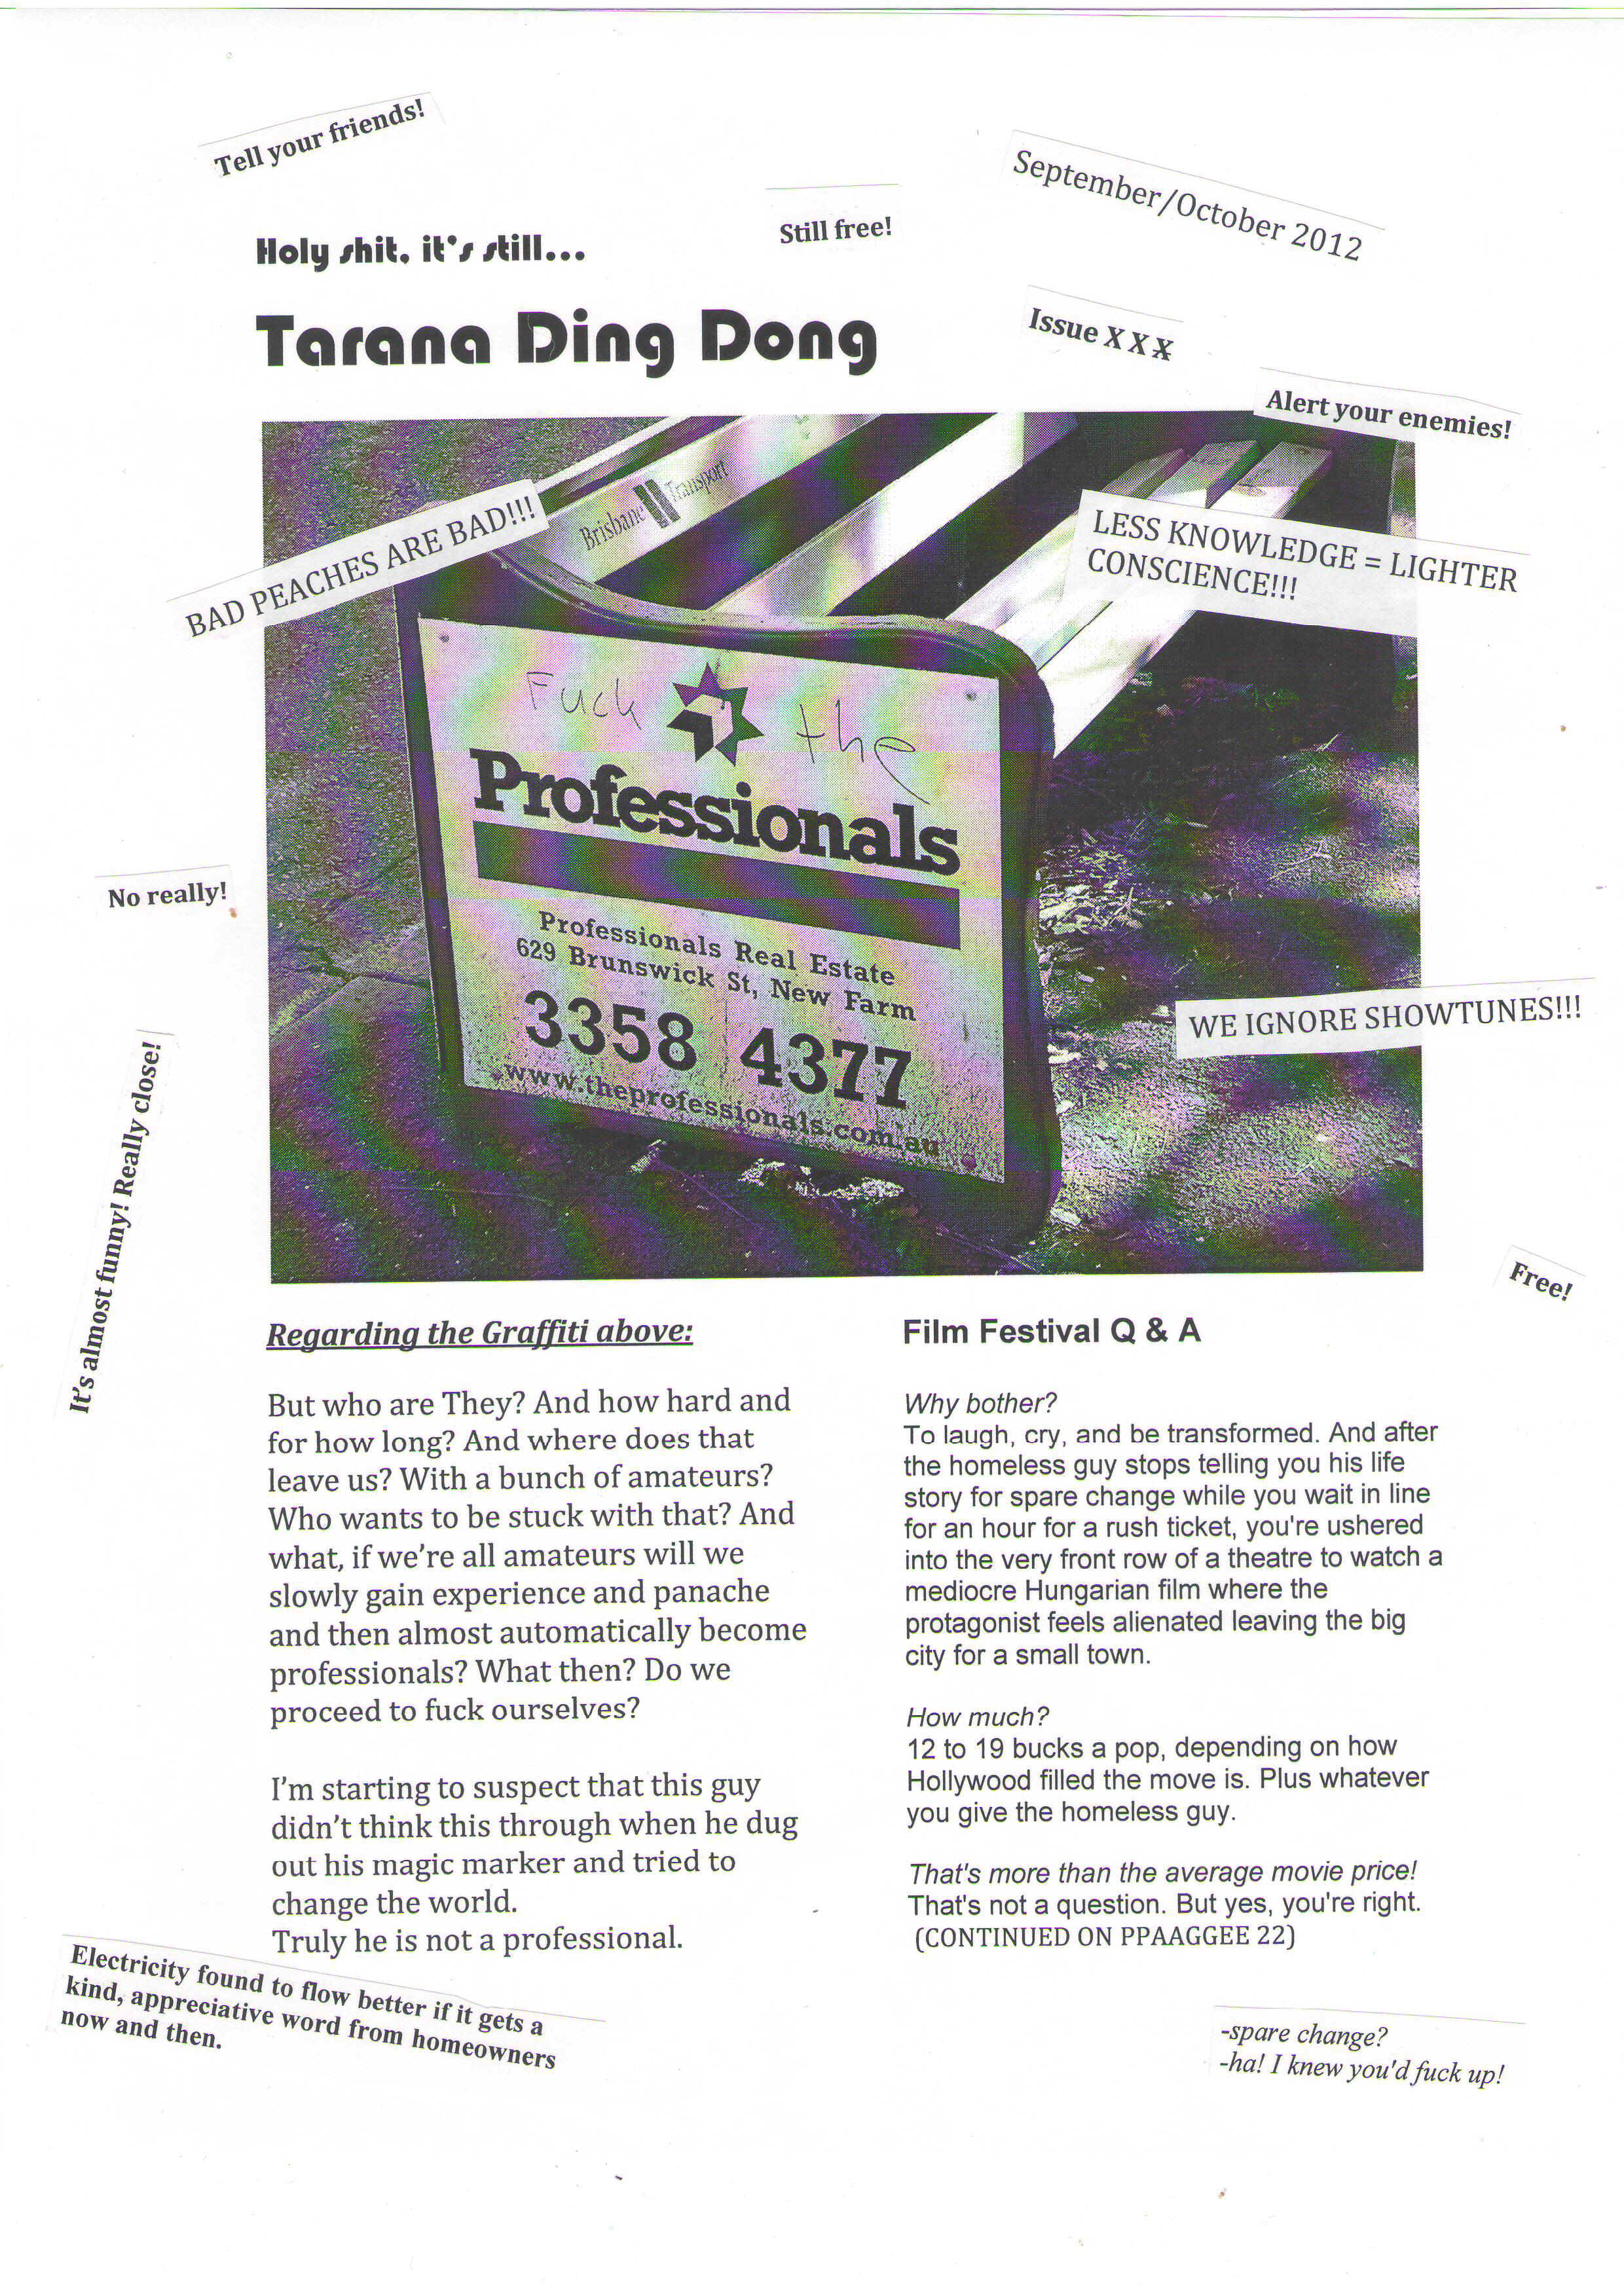 Tell your friends!
September/October 2012
Still free!
Holy shit, it's still...
Tarana Ding Dong
Issue X X X
Alert your enemies!
Brisbane Transport
BAD PEACHES ARE BAD!!!
LESS KNOWLEDGE = LIGHTER
CONSCIENCE!!!
Fuck the
Professionals
Professionals Real Estate
629 Brunswick St, New Farm
3358 4377
www.theprofessionals.com.au
No really!
WE IGNORE SHOWTUNES!!!
It's almost funny! Really close!
Free!
Regarding the Graffiti above:
But who are They? And how hard and
for how long? And where does that
leave us? With a bunch of amateurs?
Who wants to be stuck with that? And
what, if we're all amateurs will we
slowly gain experience and panache
and then almost automatically become
professionals? What then? Do we
proceed to fuck ourselves?
I'm starting to suspect that this guy
didn't think this through when he dug
out his magic marker and tried to
change the world.
Truly he is not a professional.
Film Festival Q & A
Why bother?
To laugh, cry, and be transformed. And after
the homeless guy stops telling you his life
story for spare change while you wait in line
for an hour for a rush ticket, you're ushered
into the very front row of a theatre to watch a
mediocre Hungarian film where the
protagonist feels alienated leaving the big
city for a small town.
How much?
12 to 19 bucks a pop, depending on how
Hollywood filled the move is. Plus whatever
you give the homeless guy.
That's more than the average movie price!
That's not a question. But yes, you're right.
(CONTINUED ON PPAAGGEE 22)
Electricity found to flow better if it gets a
kind, appreciative word from homeowners
now and then.
-spare change?
-ha! I knew you'd fuck up!